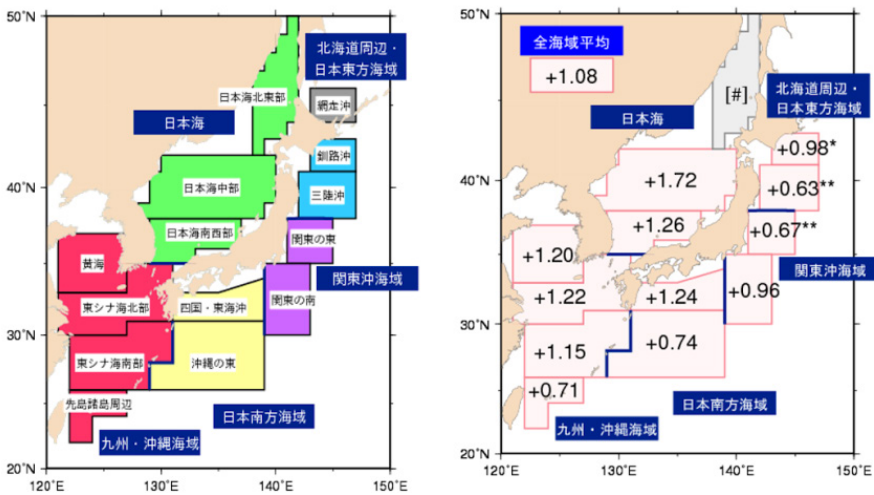 50°N
40°N
30°N
20°N
120°E
130°E
140°E
150°E
北海道周辺・
日本東方海域
日本海北東部
網走沖
日本海
釧路沖
日本海中部
三陸沖
日本海南西部
関東の東
黄海
関東沖海域
東シナ海北部
四国・東海沖
関東の南
東シナ海南部
沖縄の東
先島諸島周辺
日本南方海域
九州・沖縄海域
50°N
40°N
30°N
20°N
120°E
130°E
140°E
150°E
全海域平均
+1.08
[#]
北海道周辺・
日本東方海域
日本海
+0.98*
+1.72
+0.63**
+1.26
+0.67**
+1.20
関東沖海域
+1.22
+1.24
+0.96
+1.15
+0.74
+0.71
日本南方海域
九州・沖縄海域